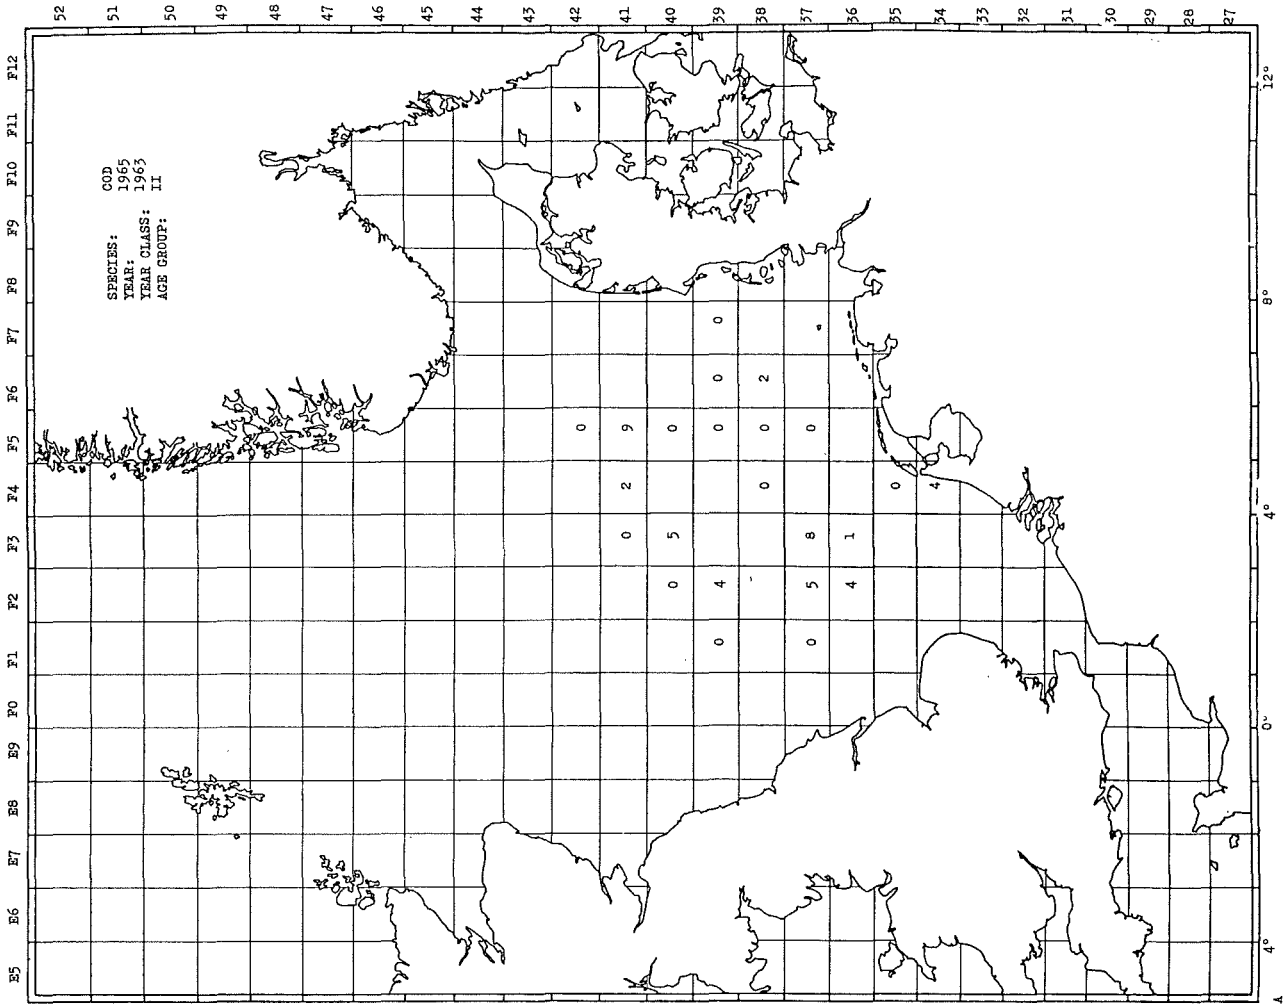 E5 E6 E7 E8 E9 F0 F1 F2 F3 F4 F5 F6 F7 F8 F9 F10 F11 F12
52
SPECIES: COD
YEAR: 1965
YEAR CLASS: 1963
AGE GROUP: II
51
50
49
48
47
46
45
44
43
0 42
0 2 9 41
0 5 0 40
0 4 0 0 0 39
0 0 2 38
0 5 8 0 37
4 1 36
0 35
4 34
33
32
31
30
29
28
27
4° 0° 4° 8° 12°
A